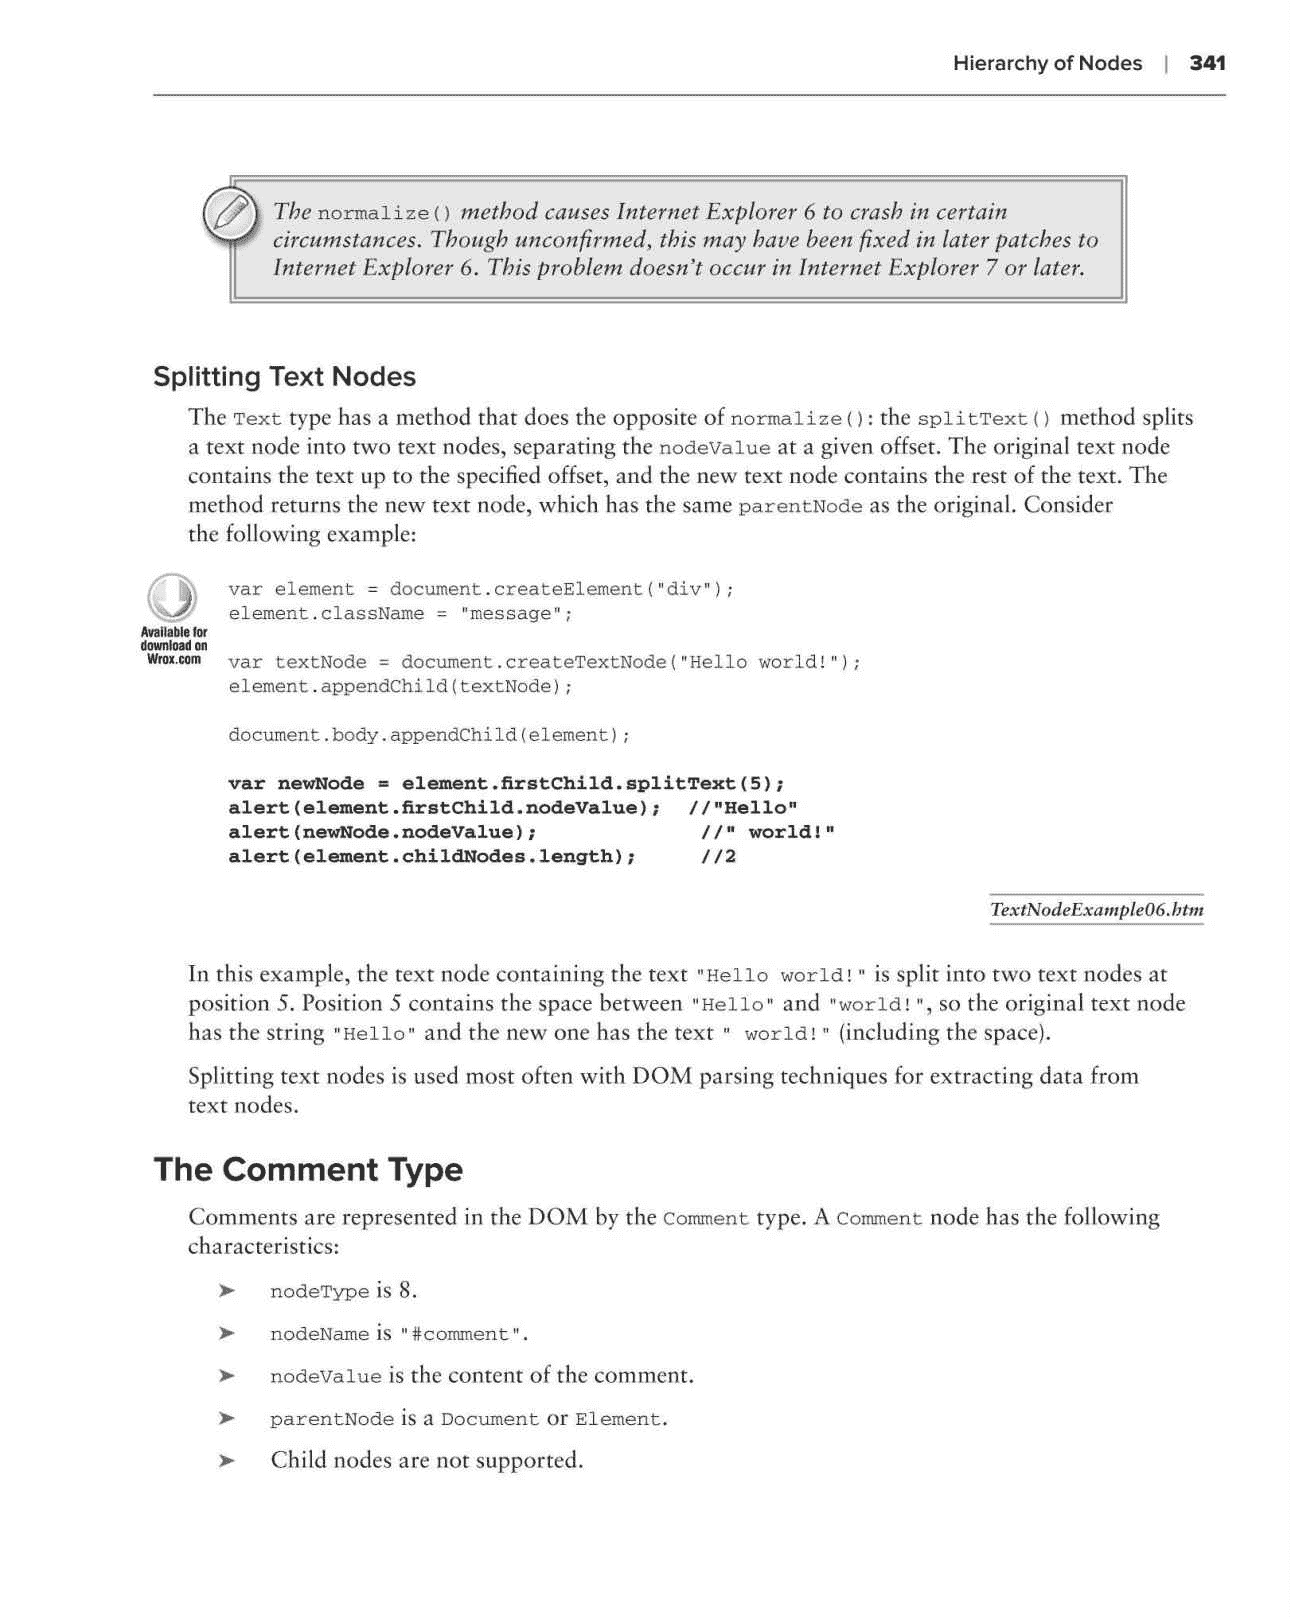 Hierarchy of Nodes | 341
The normalize() method causes Internet Explorer 6 to crash in certain
circumstances. Though unconfirmed, this may have been fixed in later patches to
Internet Explorer 6. This problem doesn't occur in Internet Explorer 7 or later.
Splitting Text Nodes
The Text type has a method that does the opposite of normalize(): the splitText() method splits
a text node into two text nodes, separating the nodeValue at a given offset. The original text node
contains the text up to the specified offset, and the new text node contains the rest of the text. The
method returns the new text node, which has the same parentNode as the original. Consider
the following example:
var element = document.createElement("div");
element.className = "message";
Available for
download on
Wrox.com
var textNode = document.createTextNode("Hello world!");
element.appendChild(textNode);
document.body.appendChild(element);
var newNode = element.firstChild.splitText(5);
alert(element.firstChild.nodeValue);  //"Hello"
alert(newNode.nodeValue);             //" world!"
alert(element.childNodes.length);     //2
TextNodeExample06.htm
In this example, the text node containing the text "Hello world!" is split into two text nodes at
position 5. Position 5 contains the space between "Hello" and "world!", so the original text node
has the string "Hello" and the new one has the text " world!" (including the space).
Splitting text nodes is used most often with DOM parsing techniques for extracting data from
text nodes.
The Comment Type
Comments are represented in the DOM by the Comment type. A Comment node has the following
characteristics:
➤ nodeType is 8.
➤ nodeName is "#comment".
➤ nodeValue is the content of the comment.
➤ parentNode is a Document or Element.
➤ Child nodes are not supported.